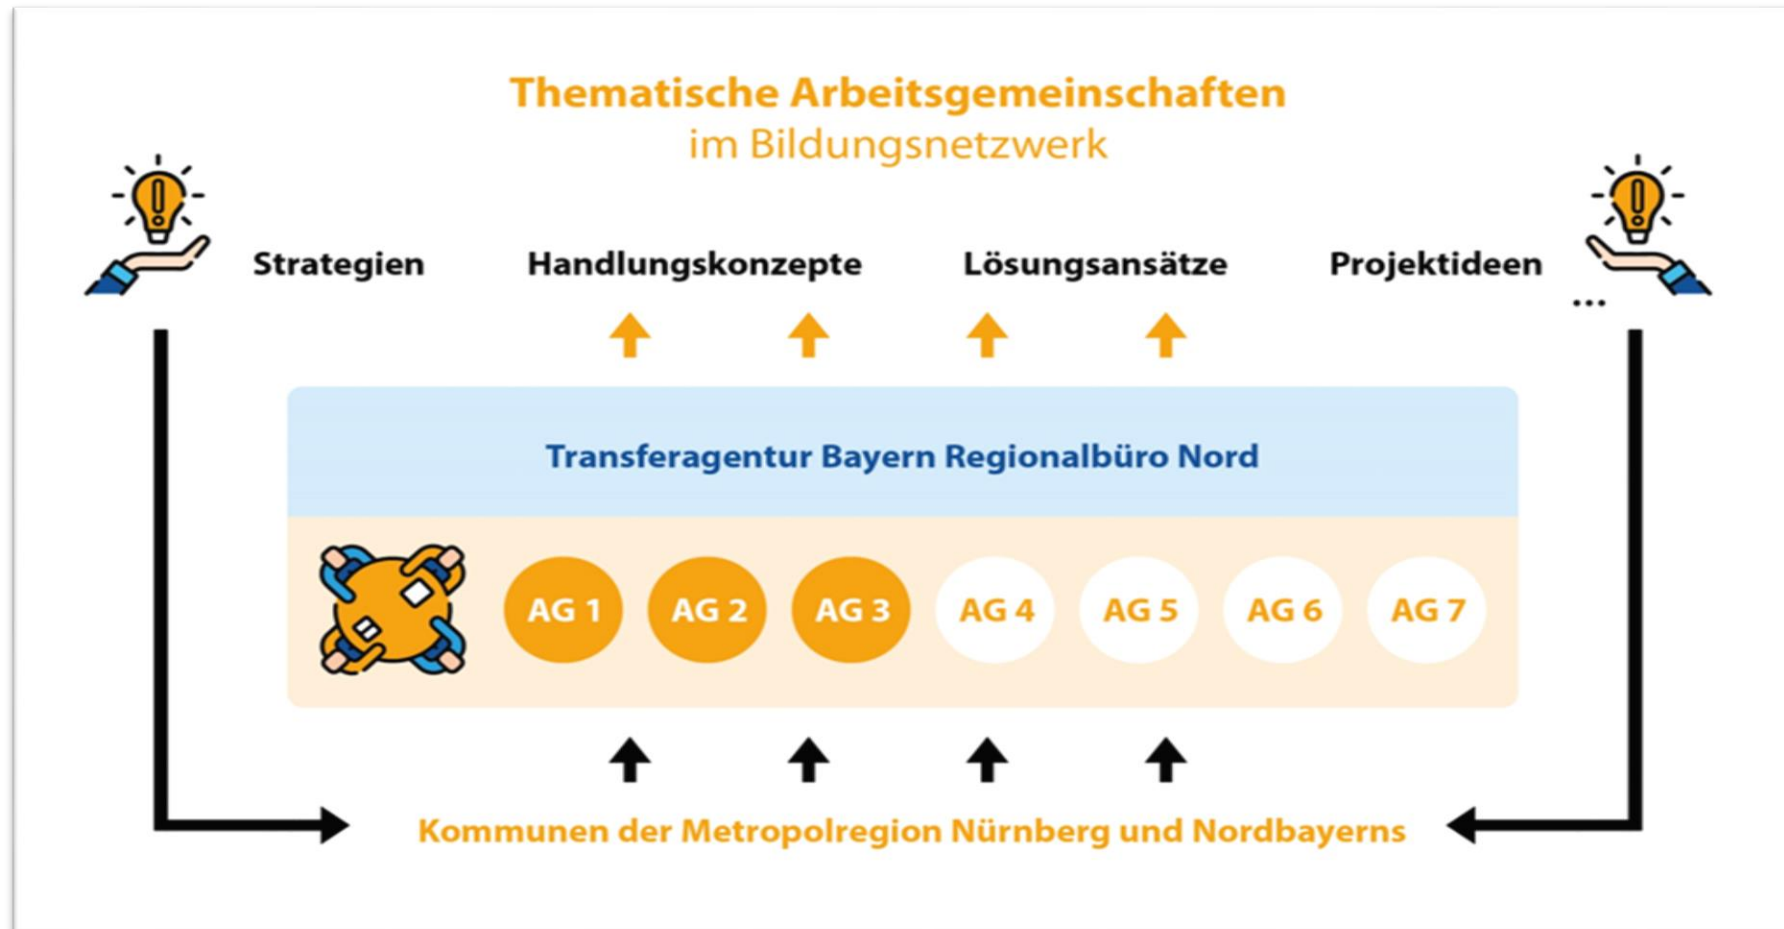 Thematische Arbeitsgemeinschaften
im Bildungsnetzwerk
Strategien Handlungskonzepte Lösungsansätze Projektideen
...
Transferagentur Bayern Regionalbüro Nord
AG 1 AG 2 AG 3 AG 4 AG 5 AG 6 AG 7
Kommunen der Metropolregion Nürnberg und Nordbayerns